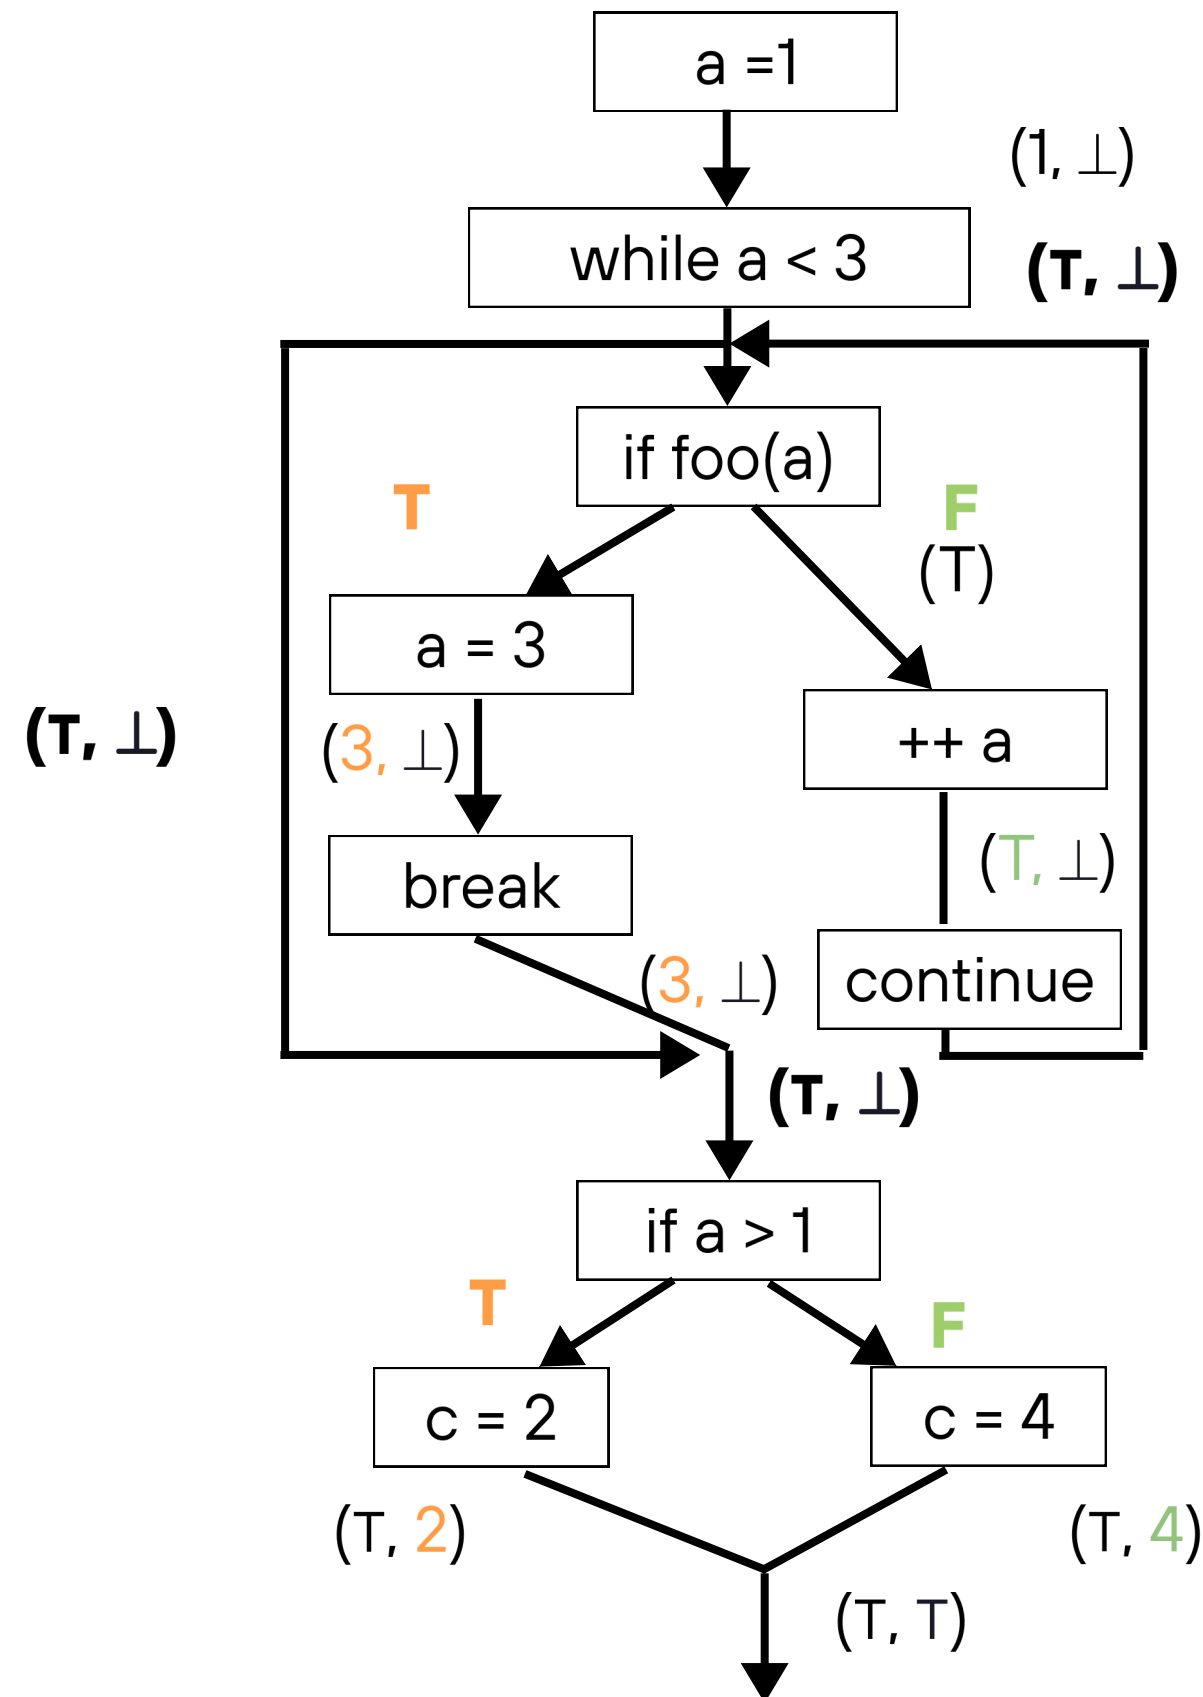 a =1
(1, ⊥)
while a < 3
(T, ⊥)
if foo(a)
T
F
(T)
a = 3
++ a
(T, ⊥)
(3, ⊥)
(T, ⊥)
break
(3, ⊥)
continue
(T, ⊥)
if a > 1
T
F
c = 2
c = 4
(T, 2)
(T, 4)
(T, T)